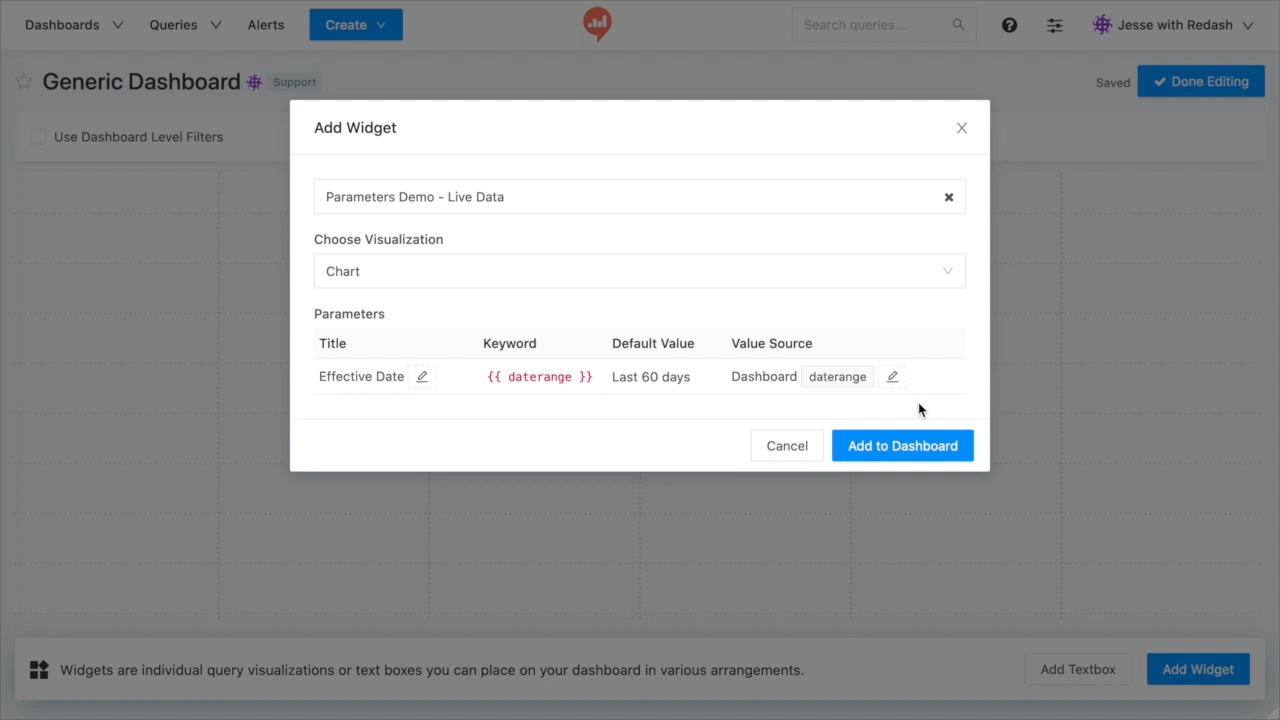 Dashboards Queries Alerts Create Search queries... Jesse with Redash
Generic Dashboard Support Saved Done Editing
Use Dashboard Level Filters
Add Widget
Parameters Demo - Live Data
Choose Visualization
Chart
Parameters
Title Keyword Default Value Value Source
Effective Date {{ daterange }} Last 60 days Dashboard daterange
Cancel Add to Dashboard
Widgets are individual query visualizations or text boxes you can place on your dashboard in various arrangements. Add Textbox Add Widget